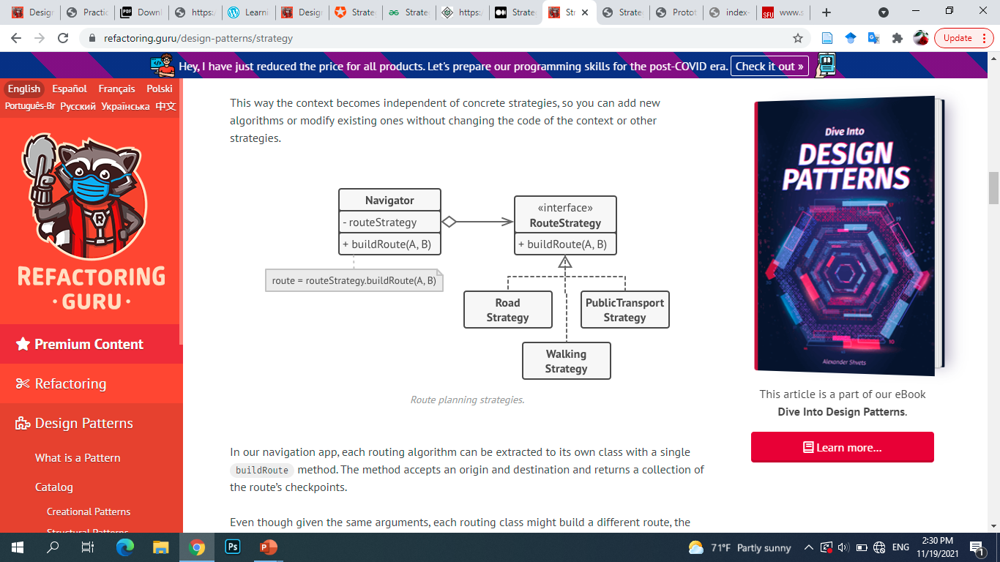 Design
Practic
Downl
https:/
Learni
Design
Strate
Strate
https:/
Strate
Str
Strate
Protot
index-
www.s
refactoring.guru/design-patterns/strategy
Update
Hey, I have just reduced the price for all products. Let's prepare our programming skills for the post-COVID era. Check it out »
English Español Français Polski
Português-Br Русский Українська 中文
REFACTORING
· GURU ·
Premium Content
Refactoring
Design Patterns
What is a Pattern
Catalog
Creational Patterns
Structural Patterns
This way the context becomes independent of concrete strategies, so you can add new
algorithms or modify existing ones without changing the code of the context or other
strategies.
Navigator
- routeStrategy
+ buildRoute(A, B)
route = routeStrategy.buildRoute(A, B)
«interface»
RouteStrategy
+ buildRoute(A, B)
Road
Strategy
PublicTransport
Strategy
Walking
Strategy
Route planning strategies.
In our navigation app, each routing algorithm can be extracted to its own class with a single
buildRoute method. The method accepts an origin and destination and returns a collection of
the route's checkpoints.
Even though given the same arguments, each routing class might build a different route, the
Dive Into
DESIGN
PATTERNS
Alexander Shvets
This article is a part of our eBook
Dive Into Design Patterns.
Learn more...
71°F Partly sunny
ENG
2:30 PM
11/19/2021
1